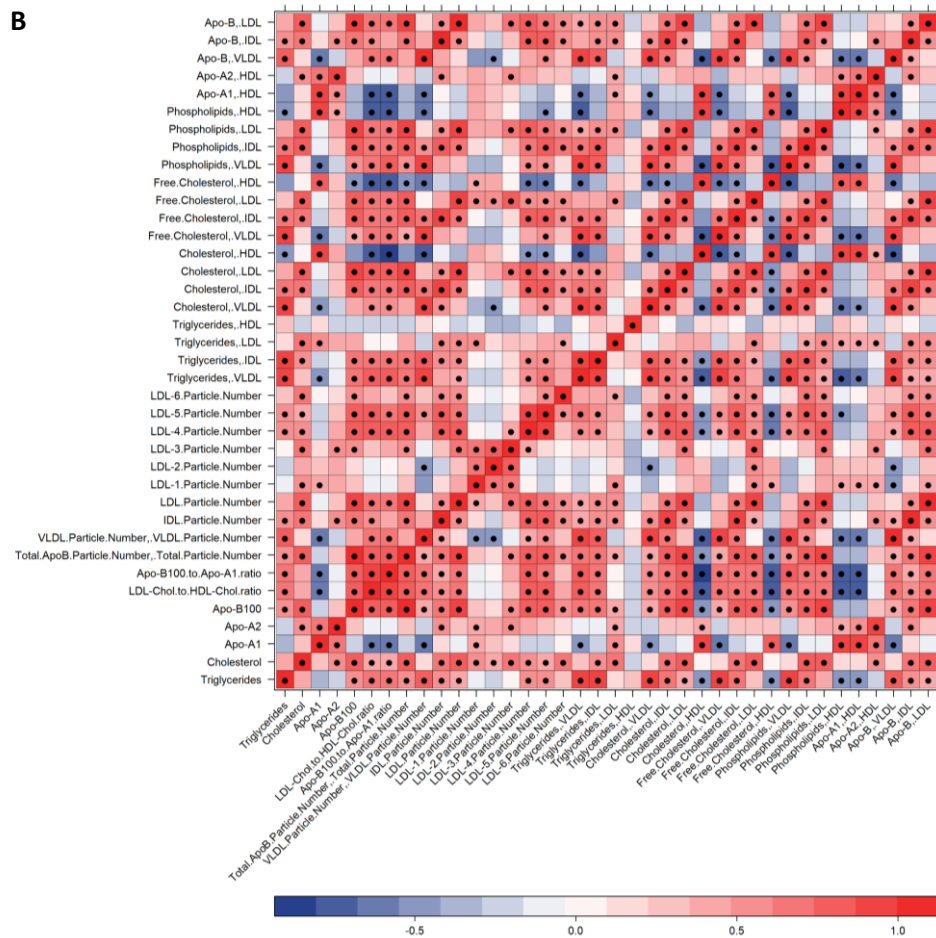 B
Apo-B,.LDL
Apo-B,.IDL
Apo-B,.VLDL
Apo-A2,.HDL
Apo-A1,.HDL
Phospholipids,.HDL
Phospholipids,.LDL
Phospholipids,.IDL
Phospholipids,.VLDL
Free.Cholesterol,.HDL
Free.Cholesterol,.LDL
Free.Cholesterol,.IDL
Free.Cholesterol,.VLDL
Cholesterol,.HDL
Cholesterol,.LDL
Cholesterol,.IDL
Cholesterol,.VLDL
Triglycerides,.HDL
Triglycerides,.LDL
Triglycerides,.IDL
Triglycerides,.VLDL
LDL-6.Particle.Number
LDL-5.Particle.Number
LDL-4.Particle.Number
LDL-3.Particle.Number
LDL-2.Particle.Number
LDL-1.Particle.Number
LDL.Particle.Number
IDL.Particle.Number
VLDL.Particle.Number,.VLDL.Particle.Number
Total.ApoB.Particle.Number,.Total.Particle.Number
Apo-B100.to.Apo-A1.ratio
LDL-Chol.to.HDL-Chol.ratio
Apo-B100
Apo-A2
Apo-A1
Cholesterol
Triglycerides
Triglycerides
Cholesterol
Apo-A1
Apo-A2
Apo-B100
LDL-Chol.to.HDL-Chol.ratio
Apo-B100.to.Apo-A1.ratio
Total.ApoB.Particle.Number,.Total.Particle.Number
VLDL.Particle.Number,.VLDL.Particle.Number
IDL.Particle.Number
LDL.Particle.Number
LDL-1.Particle.Number
LDL-2.Particle.Number
LDL-3.Particle.Number
LDL-4.Particle.Number
LDL-5.Particle.Number
LDL-6.Particle.Number
Triglycerides,.VLDL
Triglycerides,.IDL
Triglycerides,.LDL
Triglycerides,.HDL
Cholesterol,.VLDL
Cholesterol,.IDL
Cholesterol,.LDL
Cholesterol,.HDL
Free.Cholesterol,.VLDL
Free.Cholesterol,.IDL
Free.Cholesterol,.LDL
Free.Cholesterol,.HDL
Phospholipids,.VLDL
Phospholipids,.IDL
Phospholipids,.LDL
Phospholipids,.HDL
Apo-A1,.HDL
Apo-A2,.HDL
Apo-B,.VLDL
Apo-B,.IDL
Apo-B,.LDL
-0.5
0.0
0.5
1.0